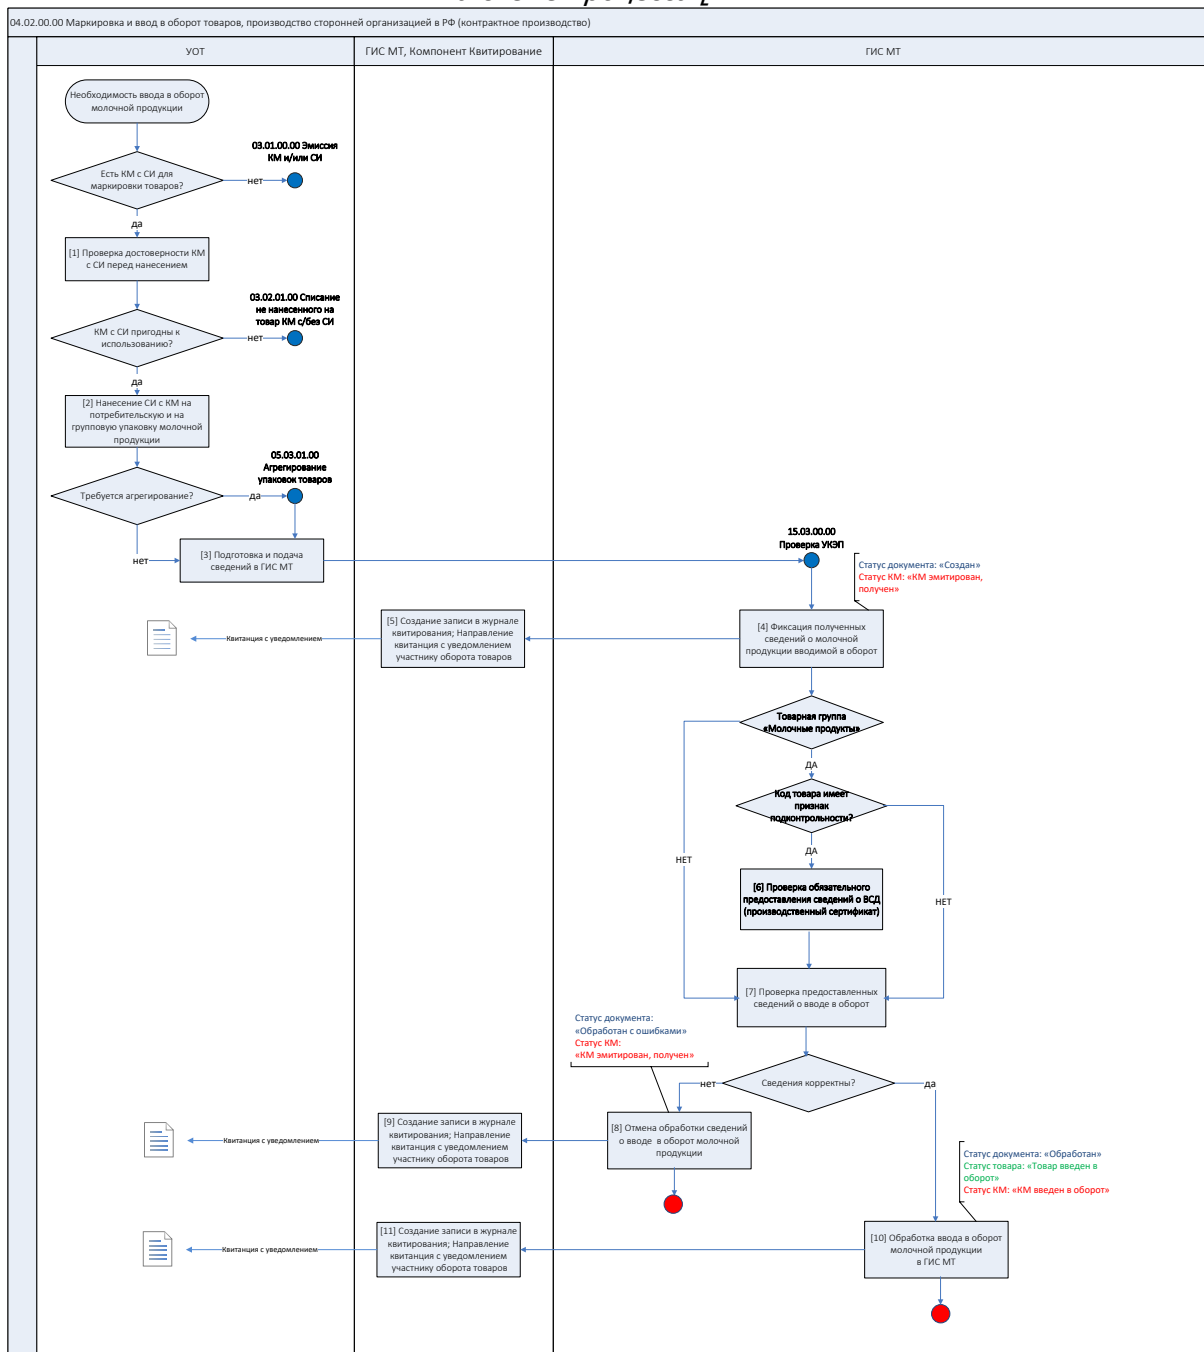 04.02.00.00 Маркировка и ввод в оборот товаров, производство сторонней организацией в РФ (контрактное производство)
УОТ
ГИС МТ, Компонент Квитирование
ГИС МТ
Необходимость ввода в оборот
молочной продукции
03.01.00.00 Эмиссия
КМ и/или СИ
Есть КМ с СИ для
маркировки товаров?
нет
да
[1] Проверка достоверности КМ
с СИ перед нанесением
03.02.01.00 Списание
не нанесенного на
товар КМ с/без СИ
КМ с СИ пригодны к
использованию?
нет
да
[2] Нанесение СИ с КМ на
потребительскую и на
групповую упаковку молочной
продукции
05.03.01.00
Агрегирование
упаковок товаров
Требуется агрегирование?
да
нет
[3] Подготовка и подача
сведений в ГИС МТ
15.03.00.00
Проверка УКЭП
Статус документа: «Создан»
Статус КМ: «КМ эмитирован,
получен»
[4] Фиксация полученных
сведений о молочной
продукции вводимой в оборот
[5] Создание записи в журнале
квитирования; Направление
квитанция с уведомлением
участнику оборота товаров
Квитанция с уведомлением
Товарная группа
«Молочные продукты»
ДА
Код товара имеет
признак
подконтрольности?
ДА
НЕТ
[6] Проверка обязательного
предоставления сведений о ВСД
(производственный сертификат)
НЕТ
[7] Проверка предоставленных
сведений о вводе в оборот
Статус документа:
«Обработан с ошибками»
Статус КМ:
«КМ эмитирован, получен»
Сведения корректны?
нет
да
[8] Отмена обработки сведений
о вводе в оборот молочной
продукции
[9] Создание записи в журнале
квитирования; Направление
квитанция с уведомлением
участнику оборота товаров
Квитанция с уведомлением
Статус документа: «Обработан»
Статус товара: «Товар введен в
оборот»
Статус КМ: «КМ введен в оборот»
[10] Обработка ввода в оборот
молочной продукции
в ГИС МТ
[11] Создание записи в журнале
квитирования; Направление
квитанция с уведомлением
участнику оборота товаров
Квитанция с уведомлением